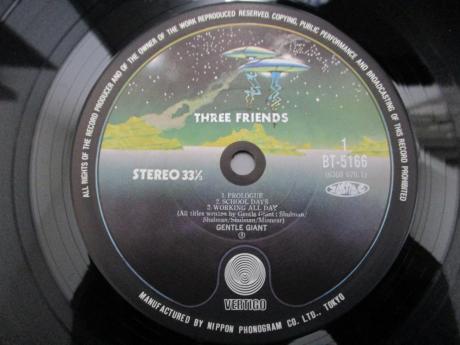 ALL RIGHTS OF THE RECORD PRODUCER AND OF THE OWNER OF THE WORK REPRODUCED RESERVED. COPYING, PUBLIC PERFORMANCE AND BROADCASTING OF THIS RECORD PROHIBITED
THREE FRIENDS
1
BT-5166
STEREO 33⅓
1. PROLOGUE
2. SCHOOL DAYS
3. WORKING ALL DAY
(All titles written by Gentle Giant: Shulman/
Shulman/Shulman/Minnear)
GENTLE GIANT
VERTIGO
MANUFACTURED BY NIPPON PHONOGRAM CO. LTD., TOKYO